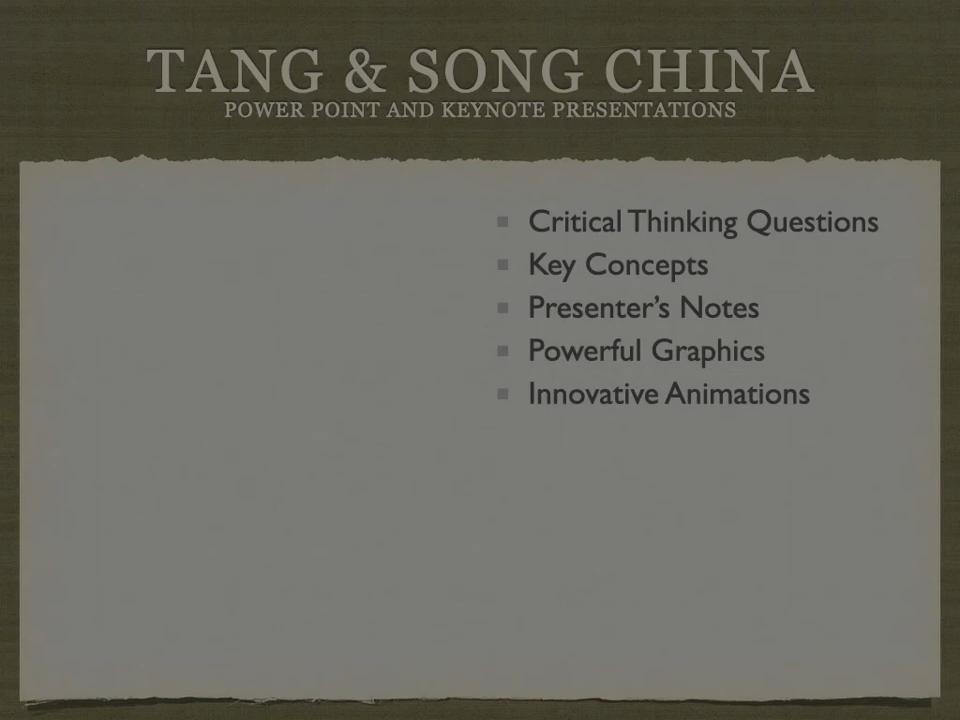 TANG & SONG CHINA
POWER POINT AND KEYNOTE PRESENTATIONS
Critical Thinking Questions
Key Concepts
Presenter’s Notes
Powerful Graphics
Innovative Animations